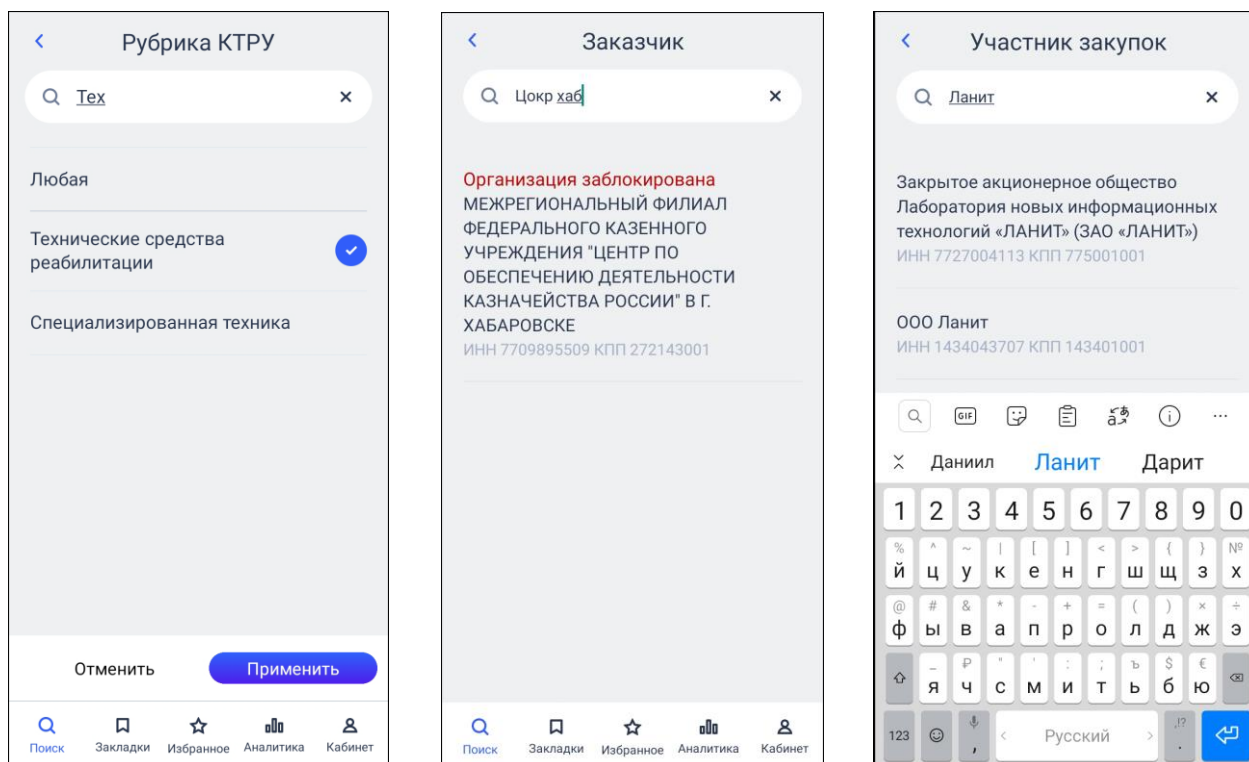 Рубрика КТРУ
Тех
Любая
Технические средства
реабилитации
Специализированная техника
Отменить Применить
Поиск Закладки Избранное Аналитика Кабинет
Заказчик
Цокр хаб
Организация заблокирована
МЕЖРЕГИОНАЛЬНЫЙ ФИЛИАЛ
ФЕДЕРАЛЬНОГО КАЗЕННОГО
УЧРЕЖДЕНИЯ "ЦЕНТР ПО
ОБЕСПЕЧЕНИЮ ДЕЯТЕЛЬНОСТИ
КАЗНАЧЕЙСТВА РОССИИ" В Г.
ХАБАРОВСКЕ
ИНН 7709895509 КПП 272143001
Поиск Закладки Избранное Аналитика Кабинет
Участник закупок
Ланит
Закрытое акционерное общество
Лаборатория новых информационных
технологий «ЛАНИТ» (ЗАО «ЛАНИТ»)
ИНН 7727004113 КПП 775001001
ООО Ланит
ИНН 1434043707 КПП 143401001
GIF
Даниил Ланит Дарит
1 2 3 4 5 6 7 8 9 0
% ^ ~ | [ ] < > { } №
й ц у к е н г ш щ з х
@ # & * - + = ( ) × ÷
ф ы в а п р о л д ж э
_ ₽ " ' : ; ъ $ €
я ч с м и т ь б ю
,!?
123 , Русский .